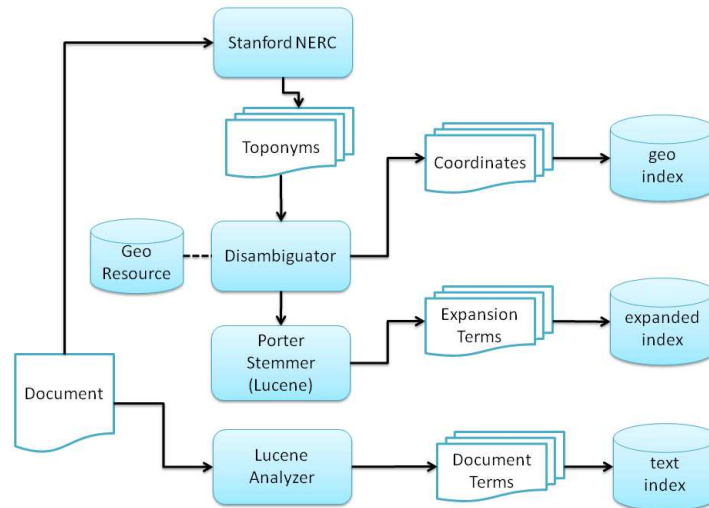 Stanford NERC
Toponyms
Coordinates
geo
index
Geo
Resource
Disambiguator
Porter
Stemmer
(Lucene)
Expansion
Terms
expanded
index
Document
Lucene
Analyzer
Document
Terms
text
index